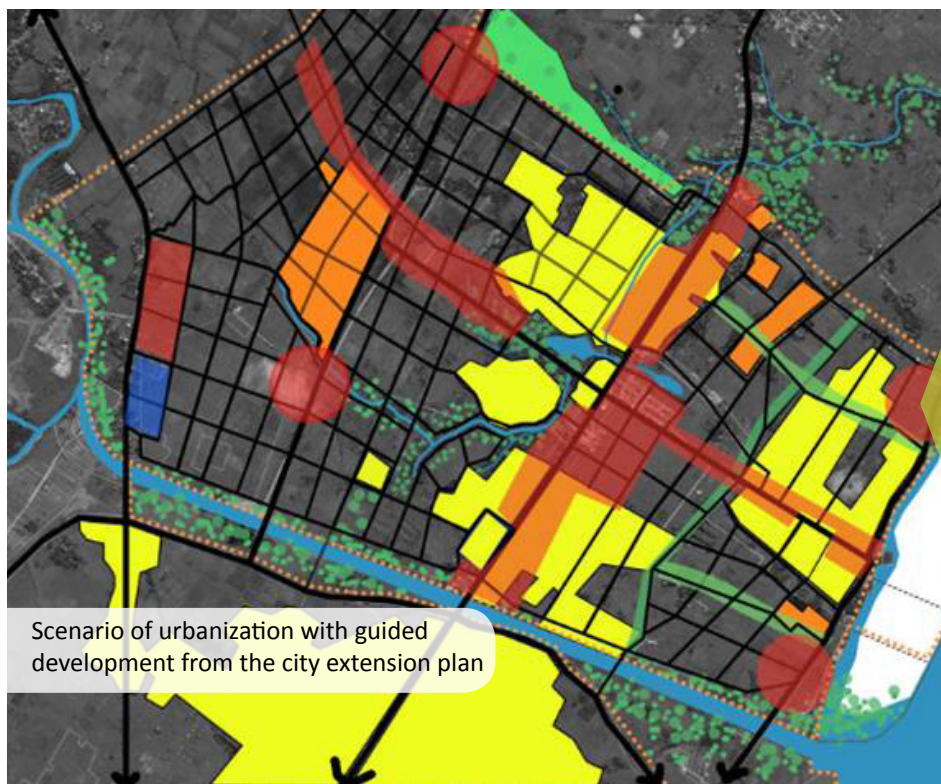 Scenario of urbanization with guided
development from the city extension plan